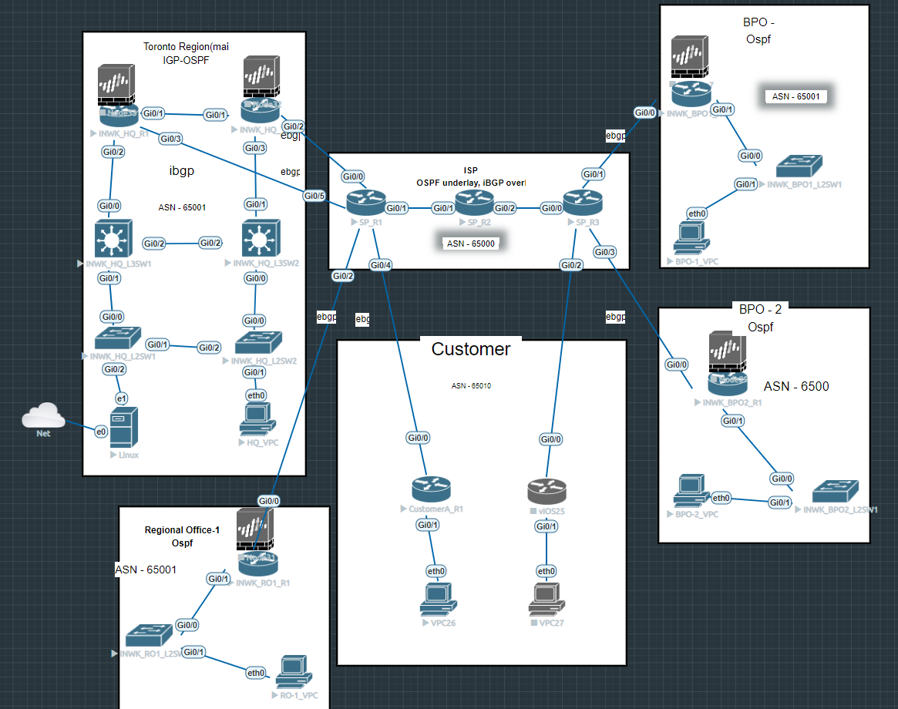 Toronto Region(mai
IGP-OSPF
Gi0/1
Gi0/1
INWK_HQ_R1
INWK_HQ_
Gi0/2
ebgp
Gi0/3
Gi0/2
Gi0/3
ibgp
ebgp
ASN - 65001
Gi0/0
Gi0/1
Gi0/2
Gi0/2
INWK_HQ_L3SW1
INWK_HQ_L3SW2
Gi0/1
Gi0/0
Gi0/0
Gi0/0
Gi0/1
Gi0/2
INWK_HQ_L2SW1
INWK_HQ_L2SW2
Gi0/2
Gi0/1
e1
eth0
Net
e0
Linux
HQ_VPC
ISP
OSPF underlay, iBGP over
Gi0/0
Gi0/5
Gi0/1
Gi0/1
Gi0/2
Gi0/0
Gi0/1
SP_R1
SP_R2
SP_R3
ASN - 65000
Gi0/2
Gi0/4
Gi0/2
Gi0/3
ebgp
ebg
ebgp
ebgp
BPO -
Ospf
ASN - 65001
Gi0/0
INWK_BPO
Gi0/1
Gi0/0
Gi0/1
INWK_BPO1_L2SW1
eth0
BPO-1_VPC
BPO - 2
Ospf
Gi0/0
ASN - 6500
INWK_BPO2_R1
Gi0/1
Gi0/0
eth0
Gi0/1
BPO-2_VPC
INWK_BPO2_L2SW1
Customer
ASN - 65010
Gi0/0
Gi0/0
CustomerA_R1
vIOS25
Gi0/1
Gi0/1
eth0
eth0
VPC26
VPC27
Gi0/0
Regional Office-1
Ospf
ASN - 65001
Gi0/1
INWK_RO1_R1
Gi0/0
INWK_RO1_L2SW
Gi0/1
eth0
RO-1_VPC